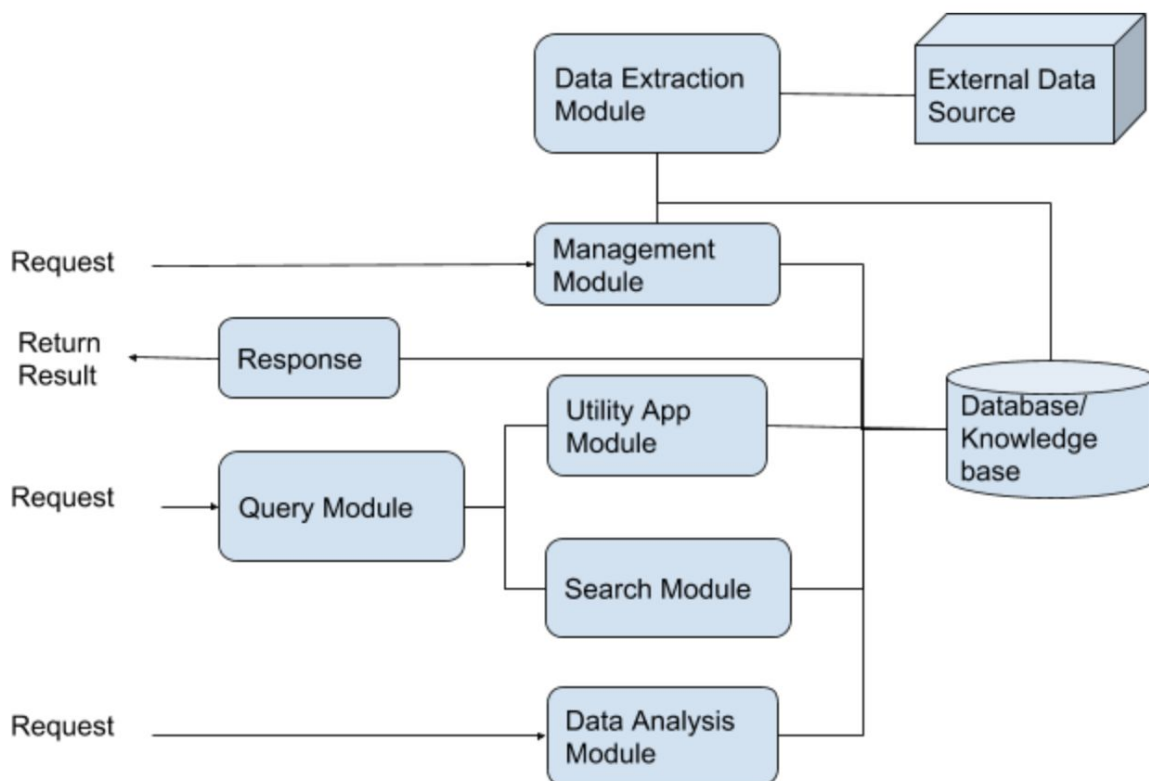 Data Extraction
Module
External Data
Source
Request
Management
Module
Return
Result
Response
Utility App
Module
Database/
Knowledge
base
Request
Query Module
Search Module
Request
Data Analysis
Module